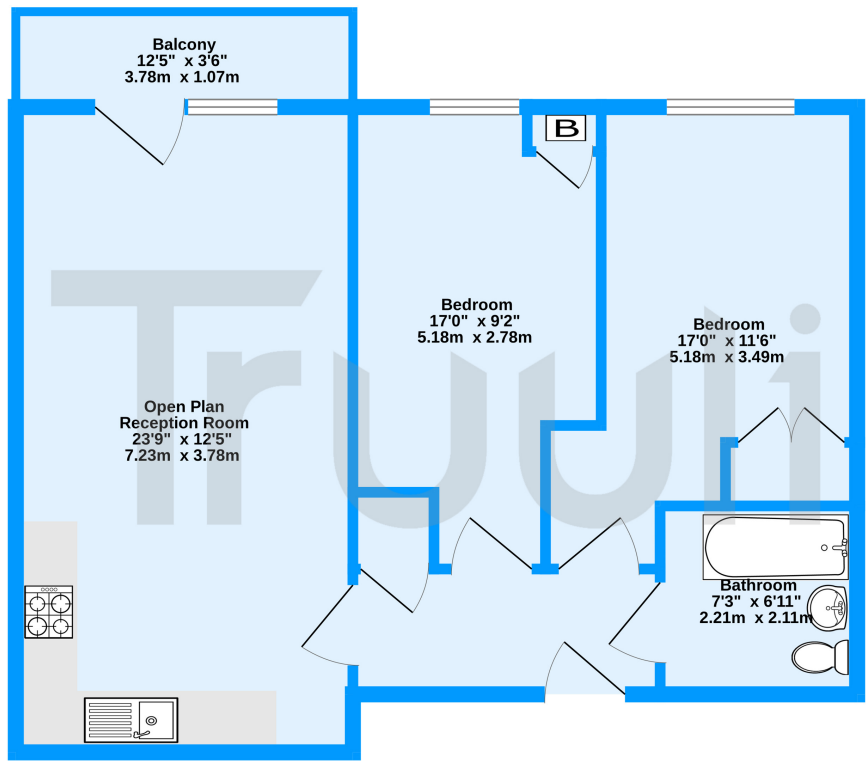 Balcony
12'5" x 3'6"
3.78m x 1.07m
B
Bedroom
17'0" x 9'2"
5.18m x 2.78m
Bedroom
17'0" x 11'6"
5.18m x 3.49m
Open Plan
Reception Room
23'9" x 12'5"
7.23m x 3.78m
Truuli
Bathroom
7'3" x 6'11"
2.21m x 2.11m